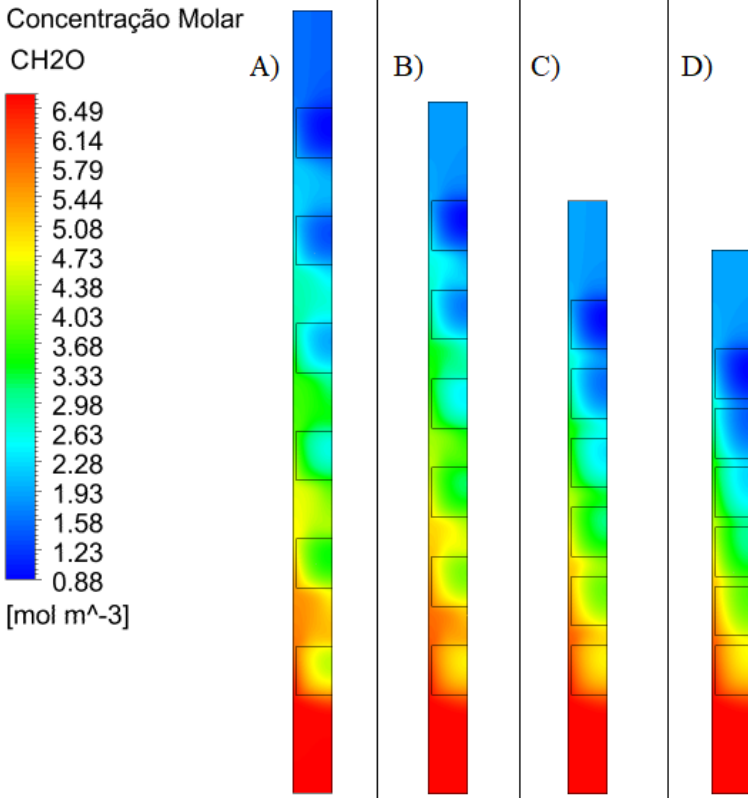 Concentração Molar
CH2O
A)
B)
C)
D)
6.49
6.14
5.79
5.44
5.08
4.73
4.38
4.03
3.68
3.33
2.98
2.63
2.28
1.93
1.58
1.23
0.88
[mol m^-3]